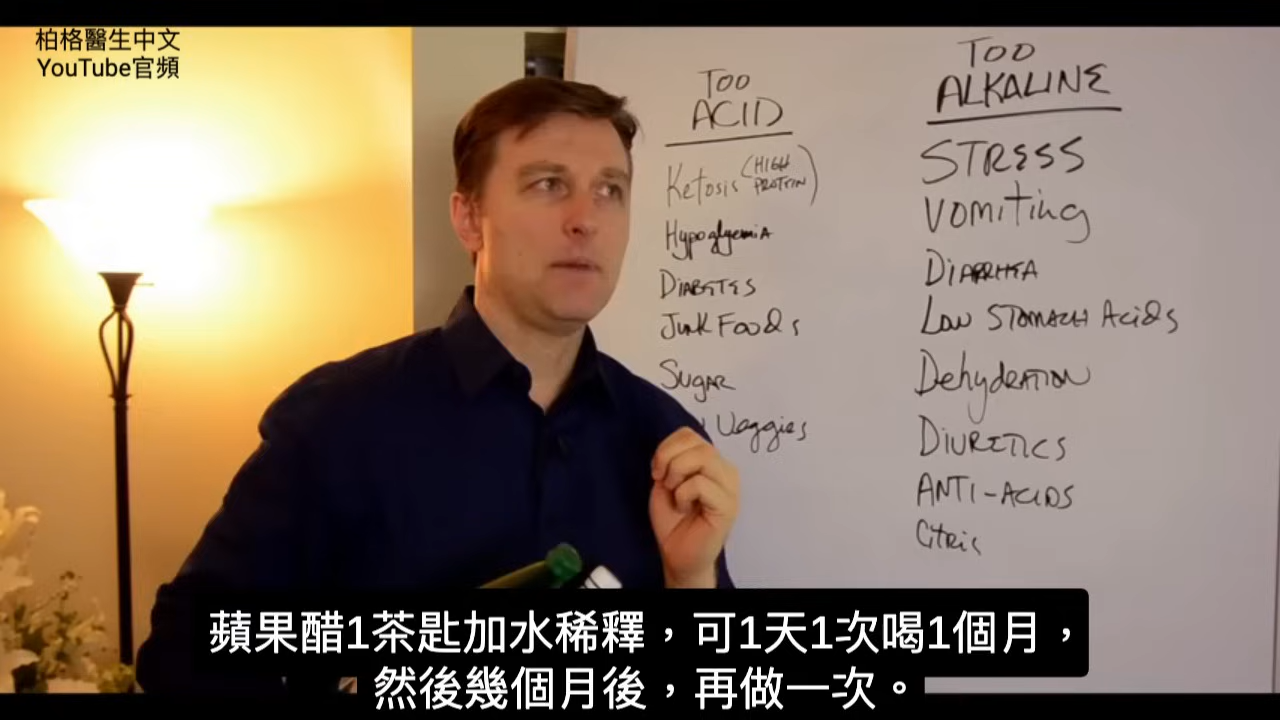 柏格醫生中文
YouTube官頻
TOO
ACID
Ketosis (HIGH
PROTEIN)
Hypoglyemia
DIABETES
JUNK FOODS
SUGAR
Veggies
TOO
ALKALINE
STRESS
VOMITING
DIARRHEA
LOW STOMACH ACIDS
DehydRATION
DIURETICS
ANTI-ACIDS
Citric
蘋果醋1茶匙加水稀釋，可1天1次喝1個月，
然後幾個月後，再做一次。